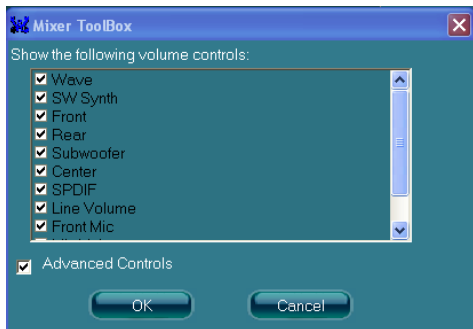 Mixer ToolBox
Show the following volume controls:
Wave
SW Synth
Front
Rear
Subwoofer
Center
SPDIF
Line Volume
Front Mic
Advanced Controls
OK
Cancel